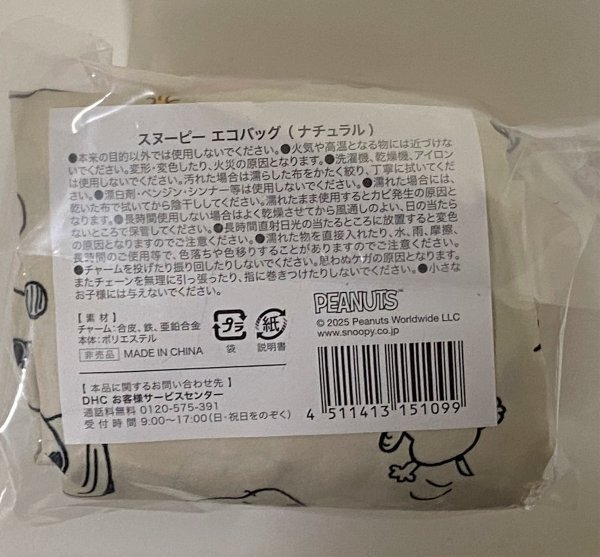 スヌーピー エコバッグ(ナチュラル)
●本来の目的以外では使用しないでください。●火気や高温となる物には近づけな
いでください。変形・変色したり、火災の原因となります。●洗濯機、乾燥機、アイロン
は使用しないでください。汚れた場合は濡らした布をかたく絞り、丁寧に拭いてくだ
さい。●漂白剤・ベンジン・シンナー等は使用しないでください。●濡れた場合には、
乾いた布で拭いてから陰干ししてください。濡れたまま使用するとカビ発生の原因と
なります。●長時間使用しない場合はよく乾燥させてから風通しのよい、日の当たら
ないところで保管してください。●長時間直射日光の当たるところに放置すると変色
の原因となりますのでご注意ください。●濡れた物を直接入れたり、水、雨、摩擦、
長時間のご使用等で、色落ちや色移りすることがありますのでご注意ください。
●チャームを投げたり振り回したりしないでください。思わぬケガの原因となります。
またチェーンを無理に引っ張ったり、指に巻きつけたりしないでください。●小さな
お子様には与えないでください。
【素材】
チャーム:合皮、鉄、亜鉛合金
本体:ポリエステル
非売品 MADE IN CHINA
プラ
袋
紙
説明書
PEANUTS™
© 2025 Peanuts Worldwide LLC
www.snoopy.co.jp
【本品に関するお問い合わせ先】
DHC お客様サービスセンター
通話料無料 0120-575-391
受付時間 9:00〜17:00(日・祝日をのぞく)
4 511413 151099